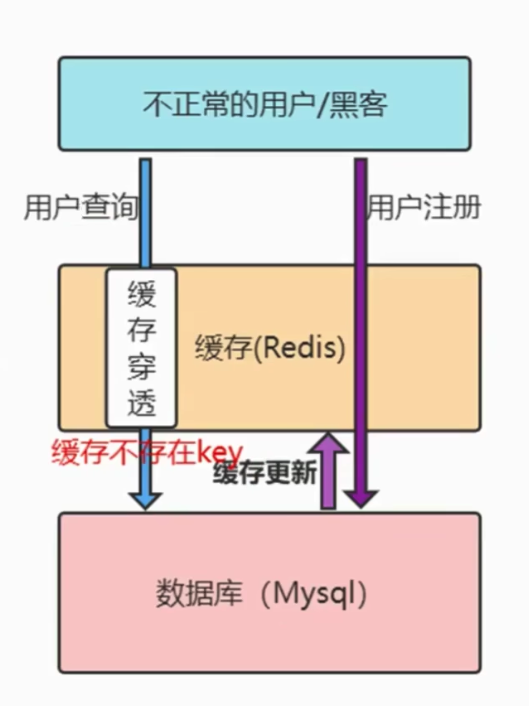 不正常的用户/黑客
用户查询
用户注册
缓
存
穿
透
缓存(Redis)
缓存不存在key
缓存更新
数据库（Mysql）